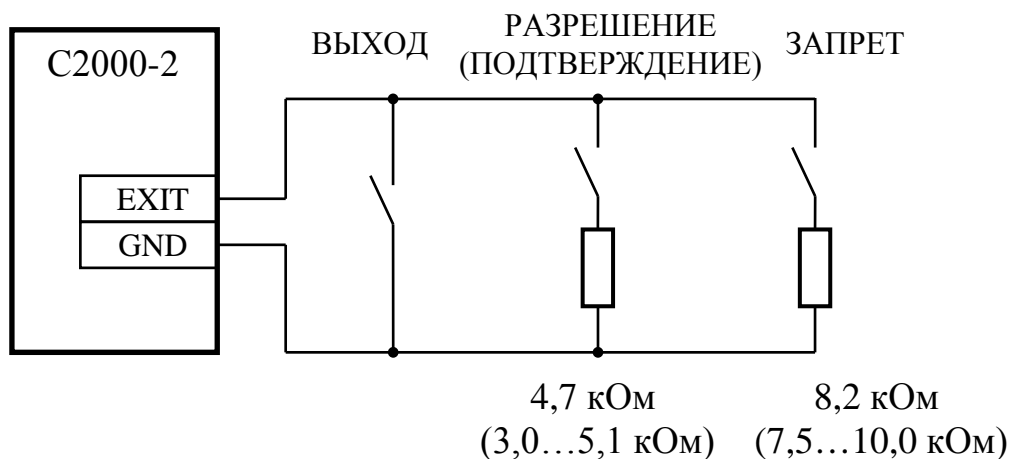 С2000-2
EXIT
GND
ВЫХОД
РАЗРЕШЕНИЕ
(ПОДТВЕРЖДЕНИЕ)
ЗАПРЕТ
4,7 кОм
(3,0…5,1 кОм)
8,2 кОм
(7,5…10,0 кОм)